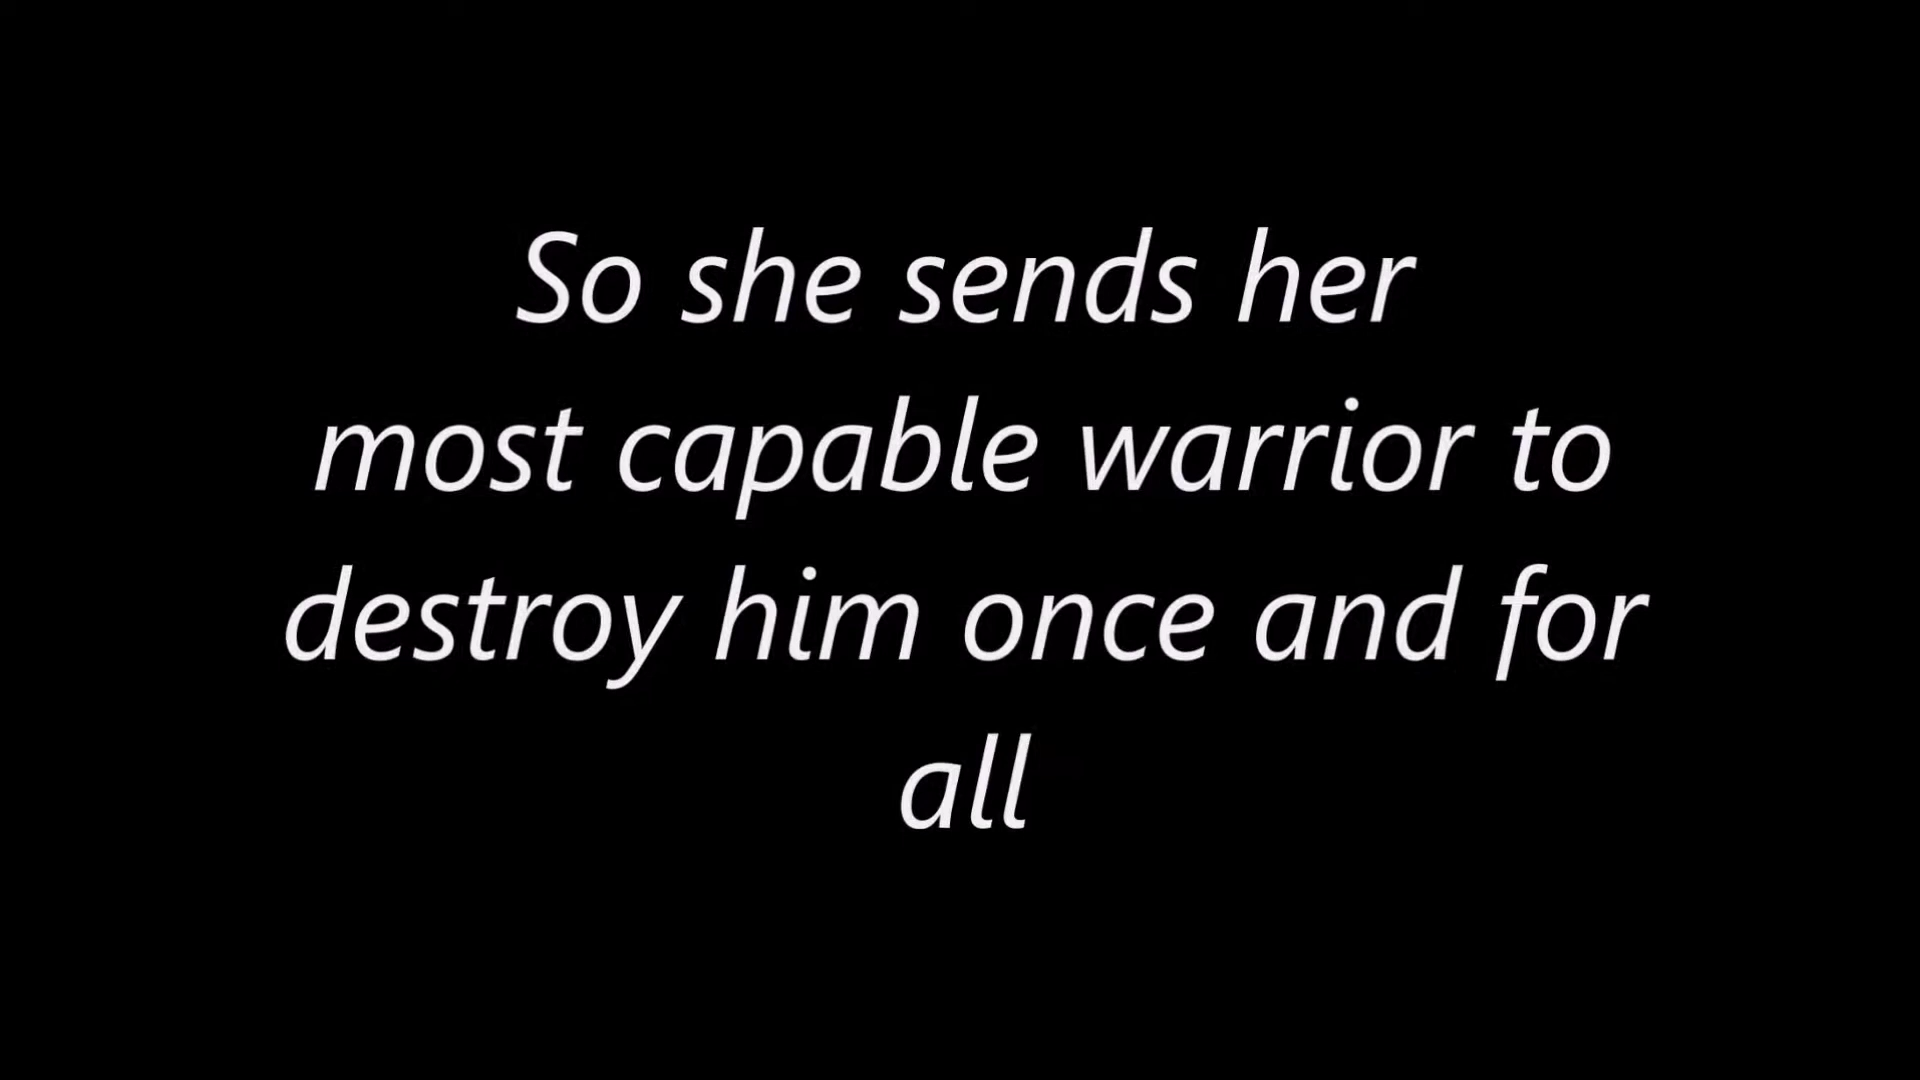 So she sends her
most capable warrior to
destroy him once and for
all